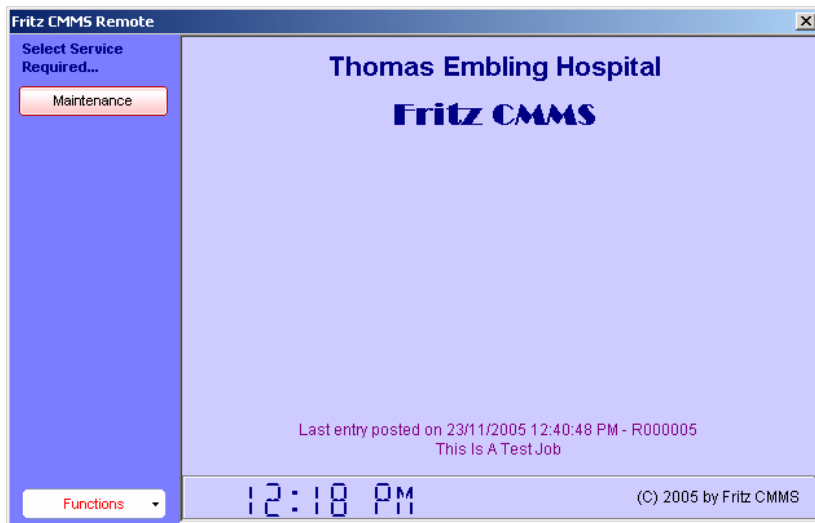 Fritz CMMS Remote
Select Service
Required...
Maintenance
Thomas Embling Hospital
Fritz CMMS
Last entry posted on 23/11/2005 12:40:48 PM - R000005
This Is A Test Job
Functions
12:18 PM
(C) 2005 by Fritz CMMS